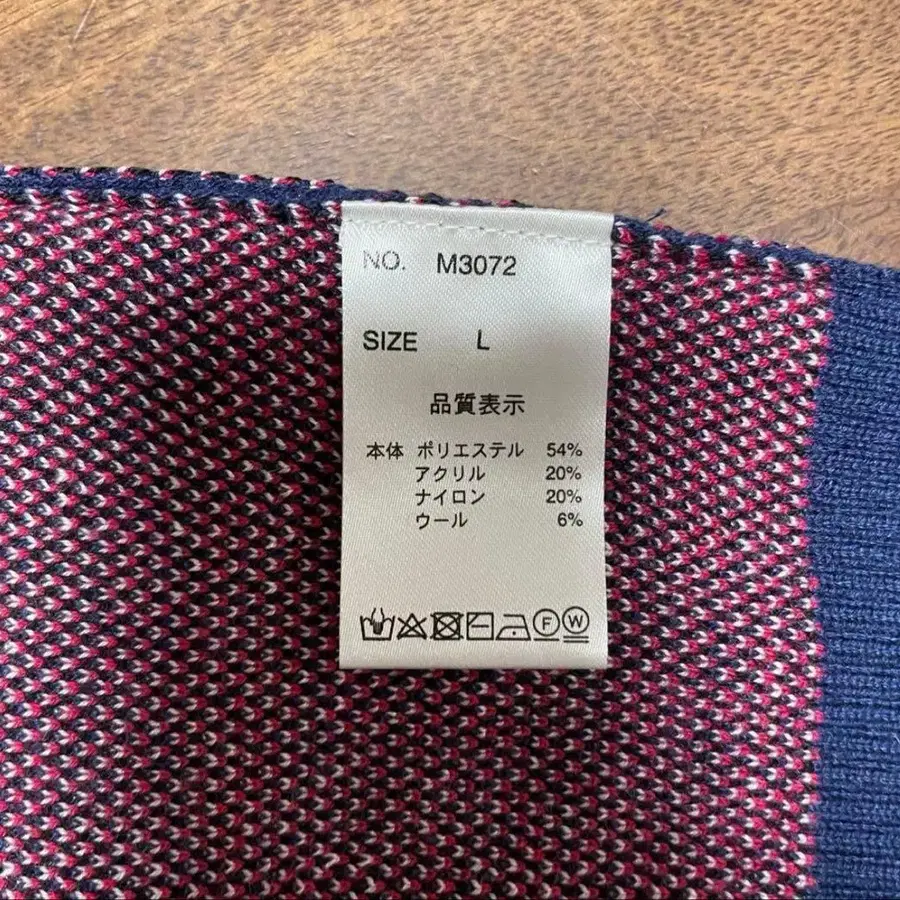 NO. M3072
SIZE L
品質表示
本体 ポリエステル 54%
アクリル 20%
ナイロン 20%
ウール 6%
F W